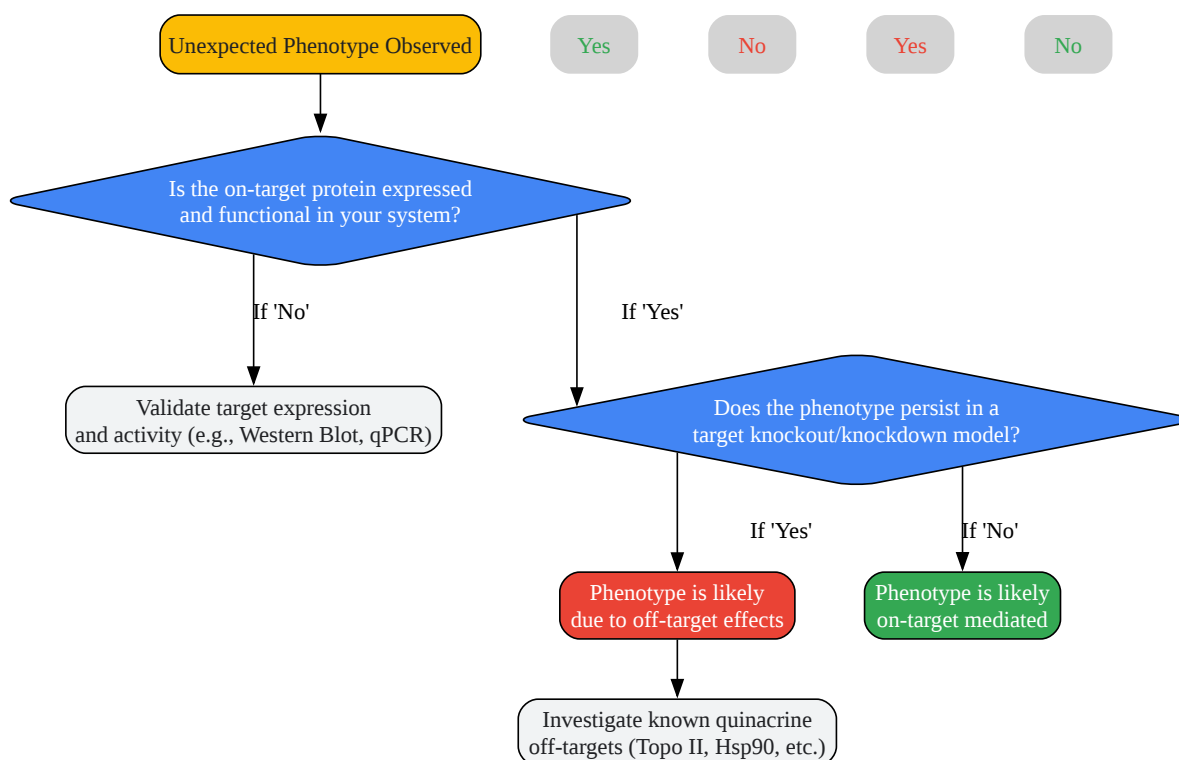 Unexpected Phenotype Observed
Yes
No
Yes
No
Is the on-target protein expressed
and functional in your system?
If 'No'
If 'Yes'
Validate target expression
and activity (e.g., Western Blot, qPCR)
Does the phenotype persist in a
target knockout/knockdown model?
If 'Yes'
If 'No'
Phenotype is likely
due to off-target effects
Phenotype is likely
on-target mediated
Investigate known quinacrine
off-targets (Topo II, Hsp90, etc.)